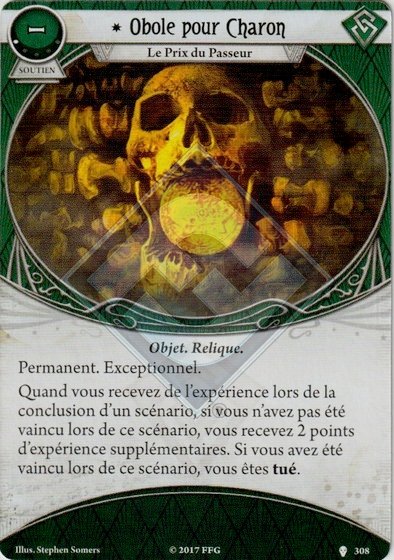 Obole pour Charon
Le Prix du Passeur
SOUTIEN
Objet. Relique.
Permanent. Exceptionnel.
Quand vous recevez de l'expérience lors de la
conclusion d'un scénario, si vous n'avez pas été
vaincu lors de ce scénario, vous recevez 2 points
d'expérience supplémentaires. Si vous avez été
vaincu lors de ce scénario, vous êtes tué.
Illus. Stephen Somers
© 2017 FFG
308